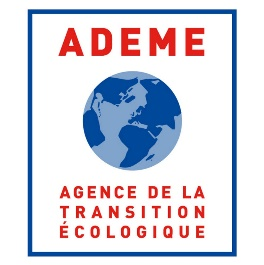 ADEME
AGENCE DE LA
TRANSITION
ÉCOLOGIQUE